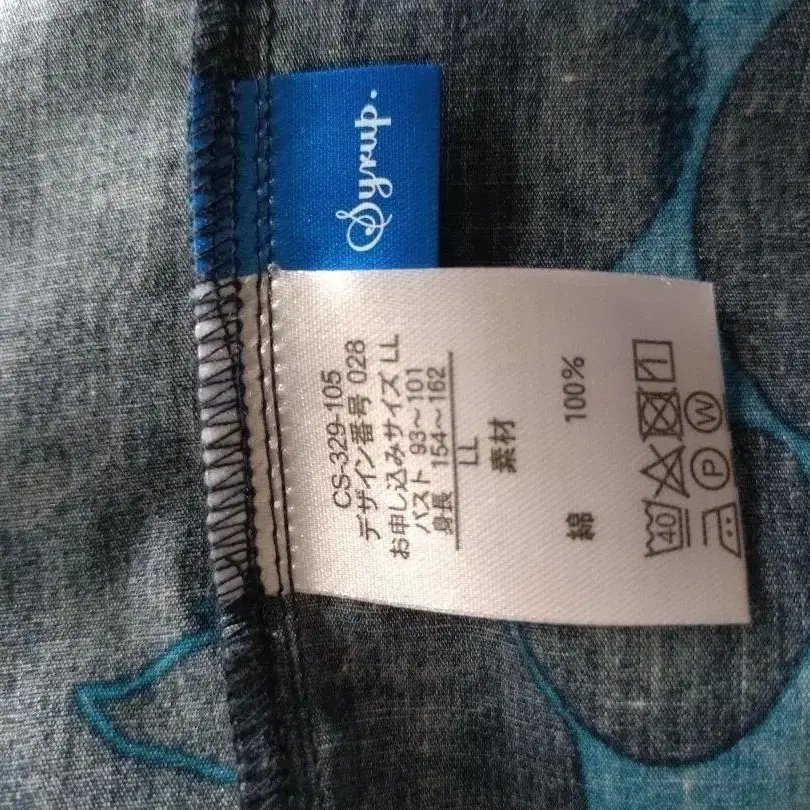 Syrup.
CS-329-105
デザイン番号 028
お申し込みサイズ LL
バスト 93～101
身長 154～162
LL
素材
綿 100%
40
P W